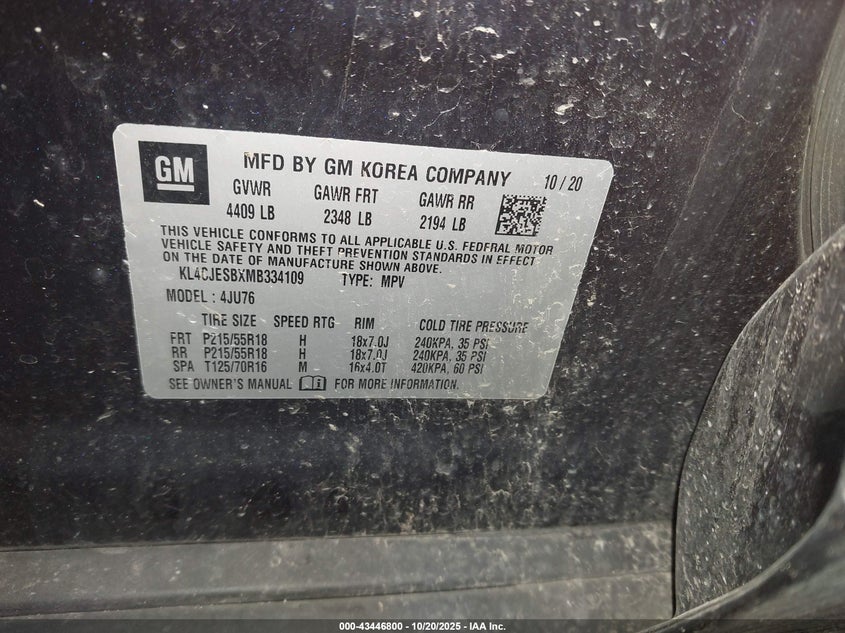 GM MFD BY GM KOREA COMPANY 10/20
GVWR GAWR FRT GAWR RR
4409 LB 2348 LB 2194 LB
THIS VEHICLE CONFORMS TO ALL APPLICABLE U.S. FEDERAL MOTOR
VEHICLE SAFETY AND THEFT PREVENTION STANDARDS IN EFFECT
ON THE DATE OF MANUFACTURE SHOWN ABOVE.
KL4CJESBXMB334109 TYPE: MPV
MODEL: 4JU76
TIRE SIZE SPEED RTG RIM COLD TIRE PRESSURE
FRT P215/55R18 H 18x7.0J 240KPA, 35 PSI
RR P215/55R18 H 18x7.0J 240KPA, 35 PSI
SPA T125/70R16 M 16x4.0T 420KPA, 60 PSI
SEE OWNER'S MANUAL FOR MORE INFORMATION.
000-43446800 - 10/20/2025 - IAA Inc.